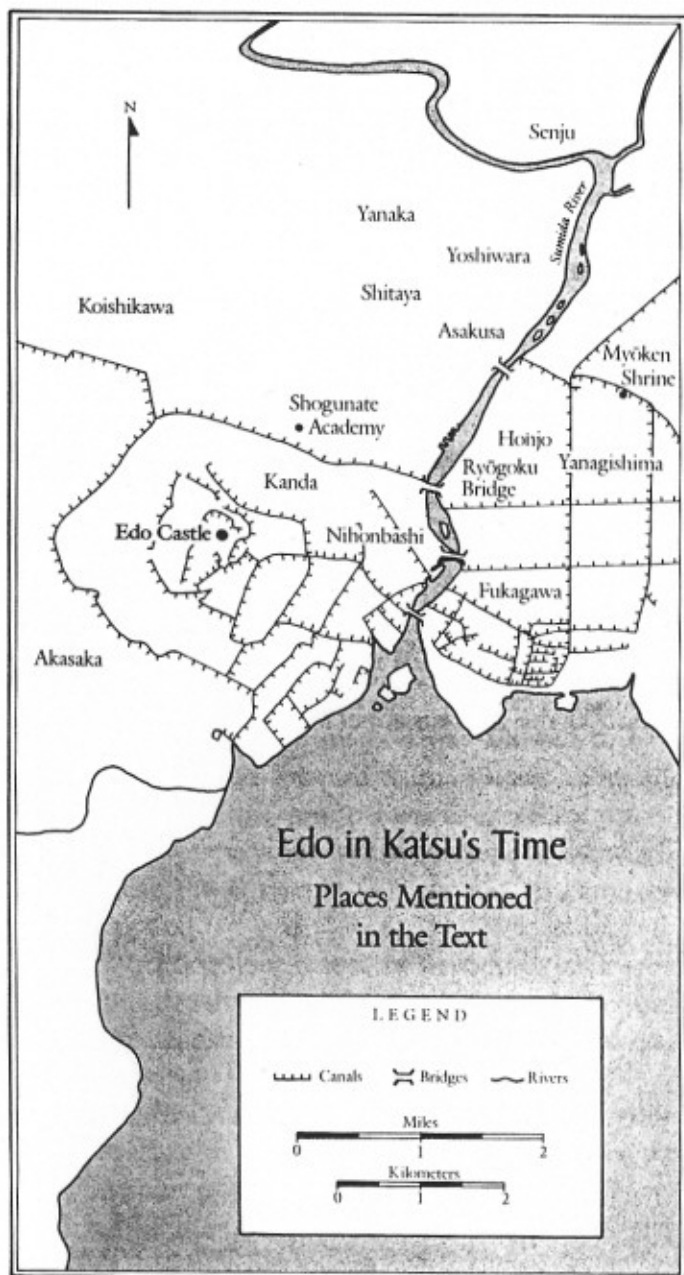 N
Senju
Sumida River
Yanaka
Yoshiwara
Shitaya
Koishikawa
Asakusa
Myōken
Shrine
Shogunate
Academy
Honjo
Ryōgoku
Bridge
Yanagishima
Kanda
Edo Castle
Nihonbashi
Fukagawa
Akasaka
Edo in Katsu's Time
Places Mentioned
in the Text
LEGEND
Canals Bridges Rivers
Miles
0 1 2
Kilometers
0 1 2